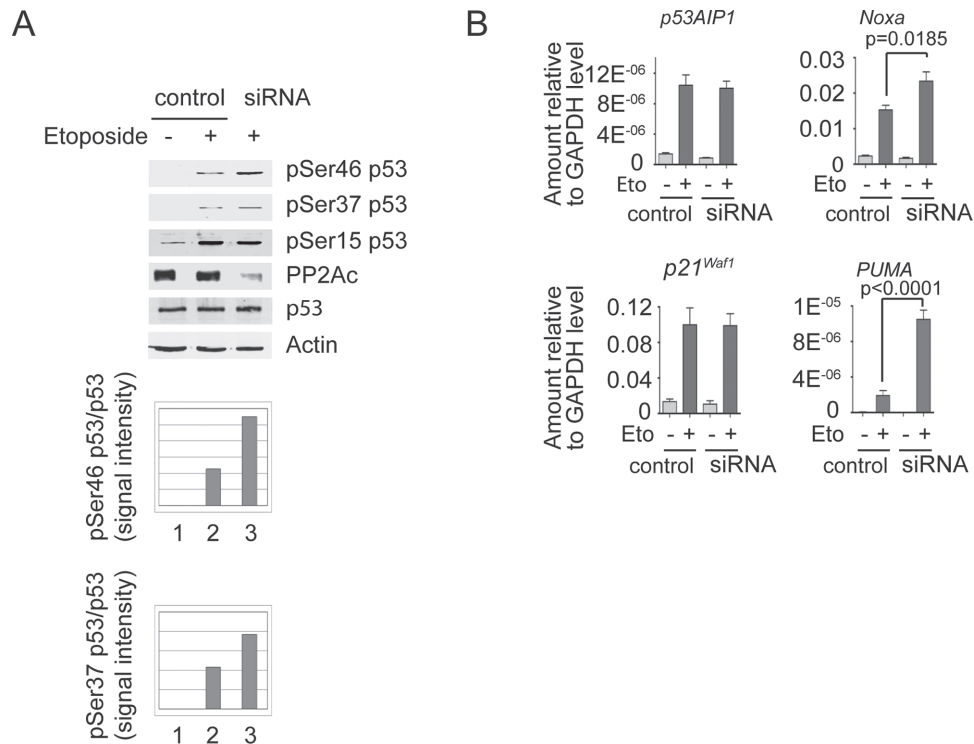 A
control siRNA
Etoposide - + +
pSer46 p53
pSer37 p53
pSer15 p53
PP2Ac
p53
Actin
pSer46 p53/p53
(signal intensity)
1 2 3
pSer37 p53/p53
(signal intensity)
1 2 3
B
p53AIP1
Amount relative
to GAPDH level
12E-06
8E-06
4E-06
0
Eto - + - +
control siRNA
Noxa
p=0.0185
0.03
0.02
0.01
0
Eto - + - +
control siRNA
p21Waf1
Amount relative
to GAPDH level
0.12
0.08
0.04
0
Eto - + - +
control siRNA
PUMA
p<0.0001
1E-05
8E-06
4E-06
0
Eto - + - +
control siRNA